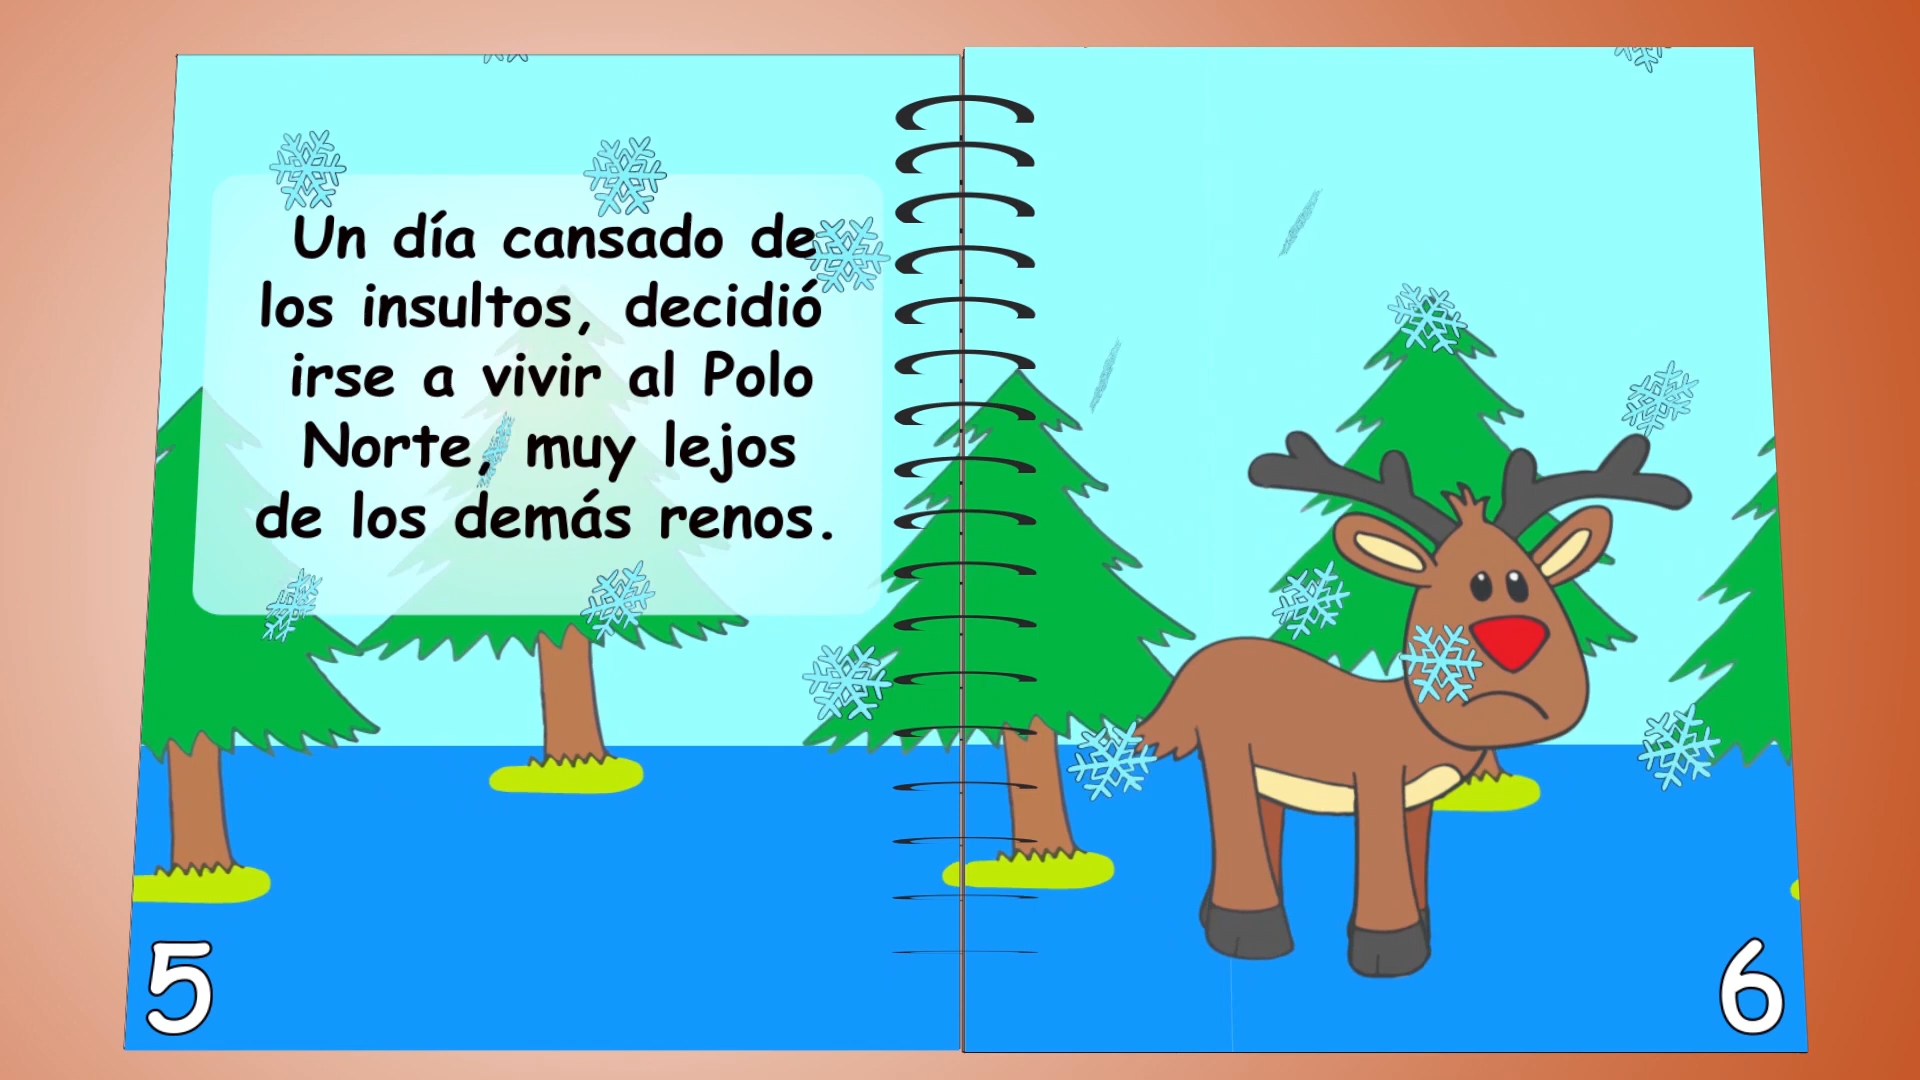 Un día cansado de
los insultos, decidió
irse a vivir al Polo
Norte, muy lejos
de los demás renos.
5
6